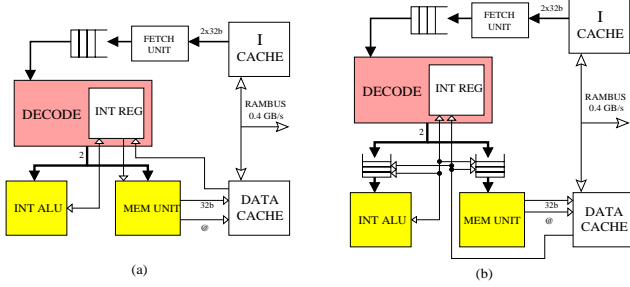 2x32b
FETCH
UNIT
I
CACHE
DECODE
INT REG
RAMBUS
0.4 GB/s
2
INT ALU
MEM UNIT
32b
@
DATA
CACHE
(a)
2x32b
FETCH
UNIT
I
CACHE
DECODE
INT REG
RAMBUS
0.4 GB/s
2
INT ALU
MEM UNIT
32b
@
DATA
CACHE
(b)